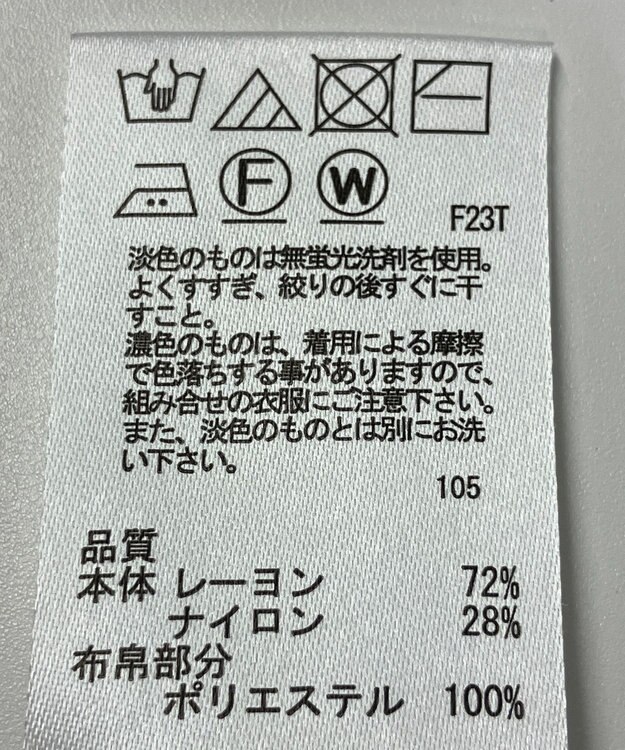 F W F23T
淡色のものは無蛍光洗剤を使用。
よくすすぎ、絞りの後すぐに干
すこと。
濃色のものは、着用による摩擦
で色落ちする事がありますので、
組み合せの衣服にご注意下さい。
また、淡色のものとは別にお洗
い下さい。
105
品質
本体 レーヨン 72%
ナイロン 28%
布帛部分
ポリエステル 100%